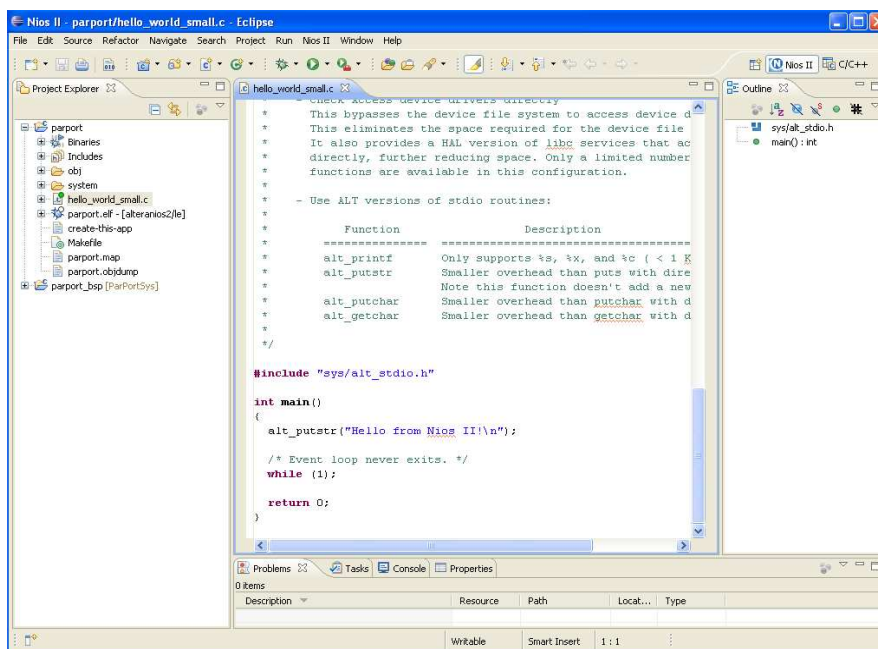 Nios II - parport/hello_world_small.c - Eclipse
File Edit Source Refactor Navigate Search Project Run Nios II Window Help
Nios II C/C++
Project Explorer
parport
Binaries
Includes
obj
system
hello_world_small.c
parport.elf - [alteranios2/le]
create-this-app
Makefile
parport.map
parport.objdump
parport_bsp [ParPortSys]
hello_world_small.c
* - Check access device drivers directly
* This bypasses the device file system to access device d
* This eliminates the space required for the device file
* It also provides a HAL version of libc services that ac
* directly, further reducing space. Only a limited number
* functions are available in this configuration.
*
* - Use ALT versions of stdio routines:
*
* Function Description
* =============== =====================================
* alt_printf Only supports %s, %x, and %c ( < 1 K
* alt_putstr Smaller overhead than puts with dire
* Note this function doesn't add a new
* alt_putchar Smaller overhead than putchar with d
* alt_getchar Smaller overhead than getchar with d
*
*/
#include "sys/alt_stdio.h"
int main()
{
alt_putstr("Hello from Nios II!\n");
/* Event loop never exits. */
while (1);
return 0;
}
Outline
sys/alt_stdio.h
main() : int
Problems Tasks Console Properties
0 items
Description Resource Path Locat... Type
Writable Smart Insert 1 : 1